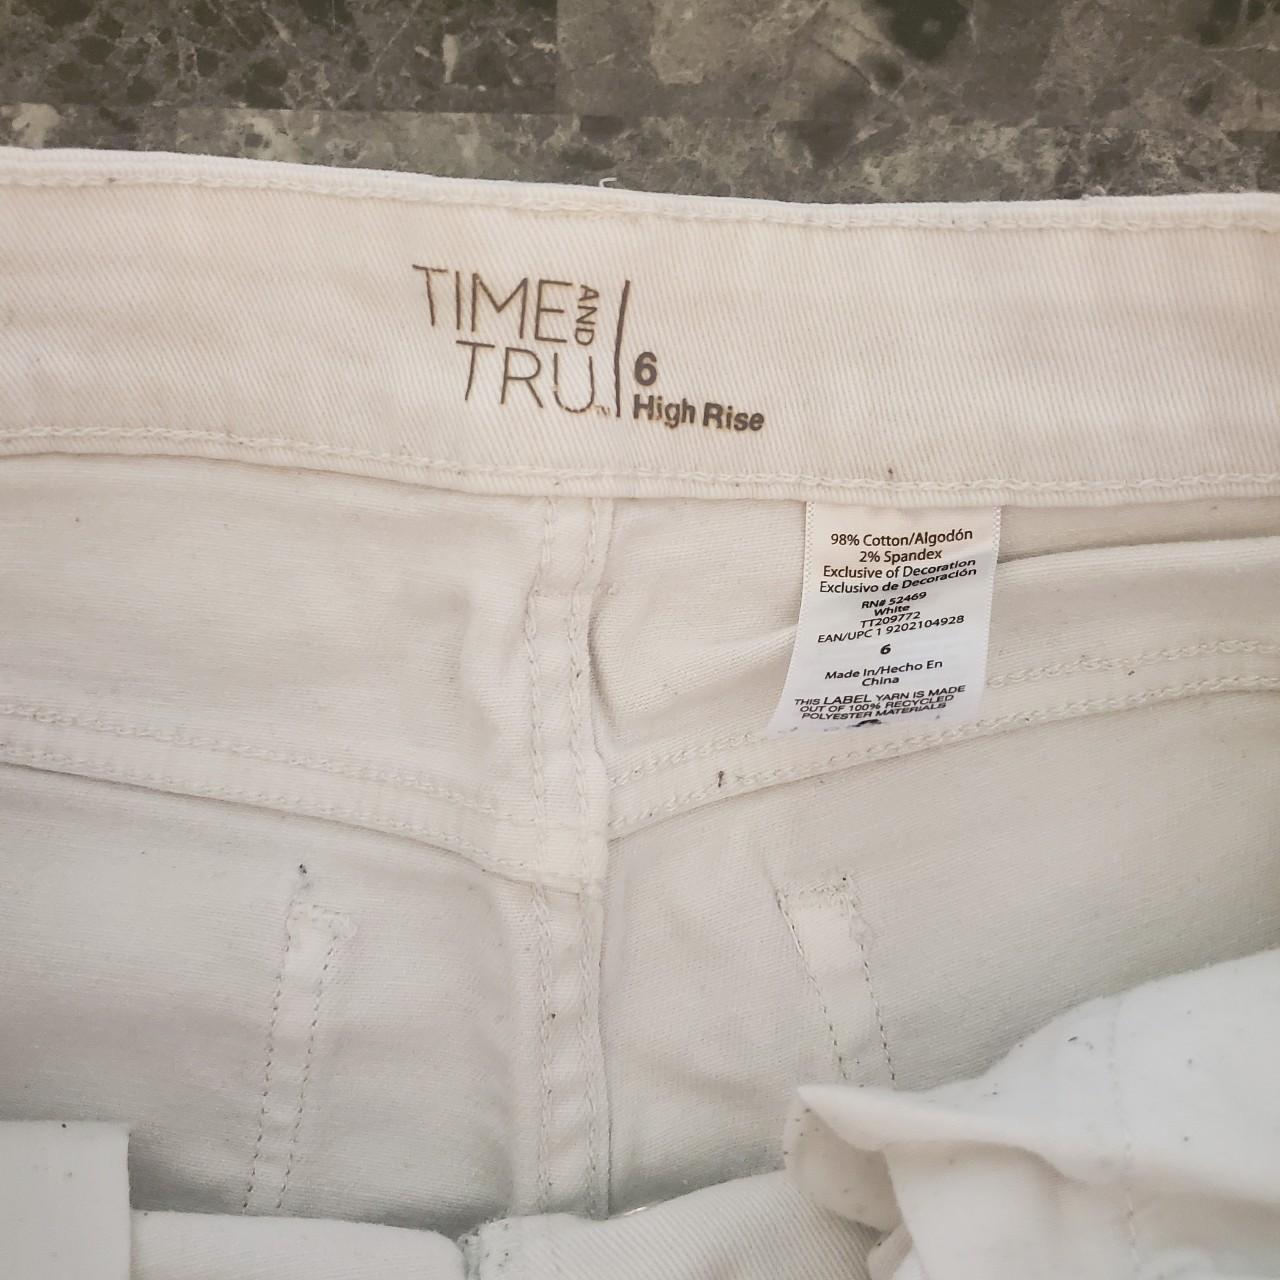 TIME AND
TRU™
6
High Rise
98% Cotton/Algodón
2% Spandex
Exclusive of Decoration
Exclusivo de Decoración
RN# 52469
White
TT209772
EAN/UPC 1 9202104928
6
Made In/Hecho En
China
THIS LABEL YARN IS MADE
OUT OF 100% RECYCLED
POLYESTER MATERIALS